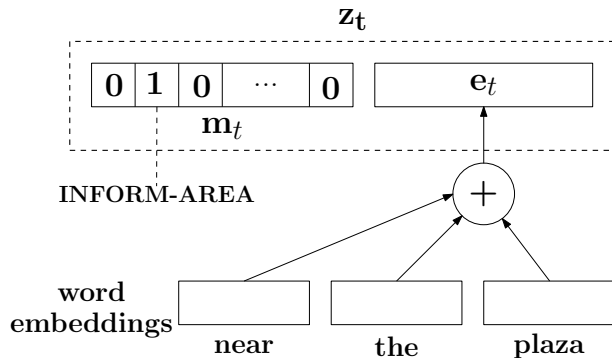 z_t
0 1 0 ... 0 e_t
m_t
INFORM-AREA
+
word
embeddings
near the plaza